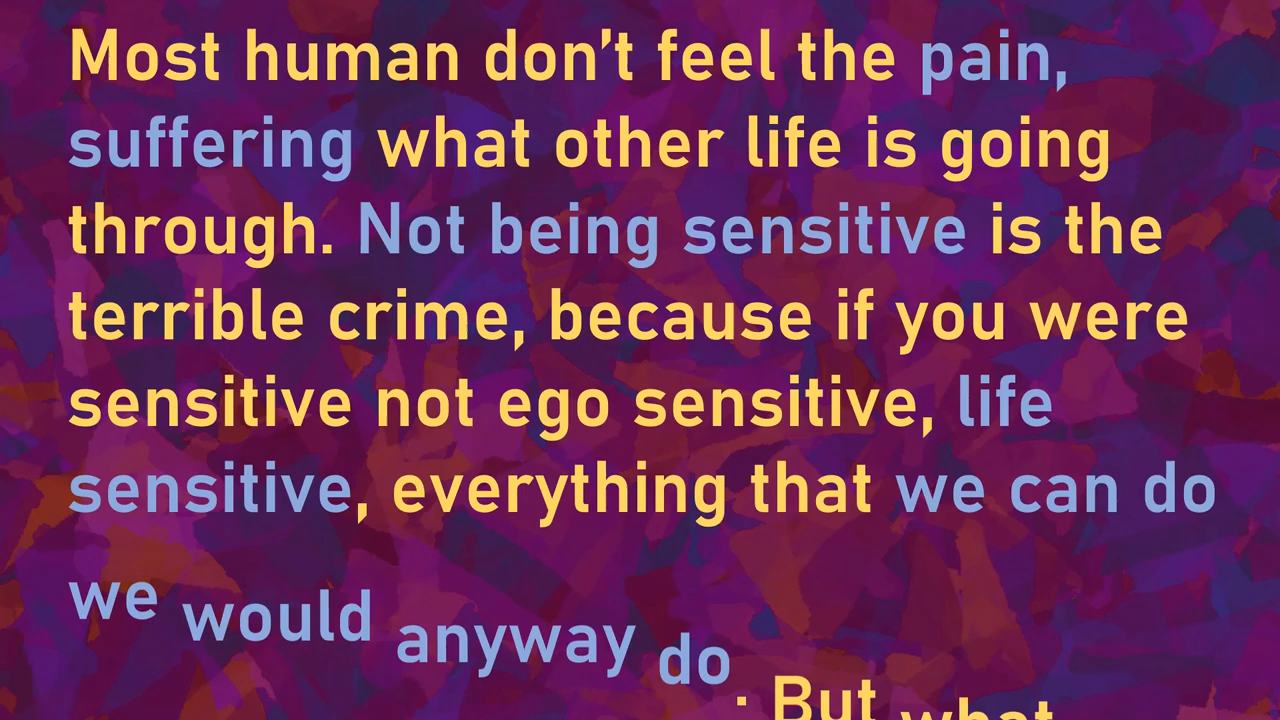 Most human don't feel the pain,
suffering what other life is going
through. Not being sensitive is the
terrible crime, because if you were
sensitive not ego sensitive, life
sensitive, everything that we can do
we would anyway do. But what